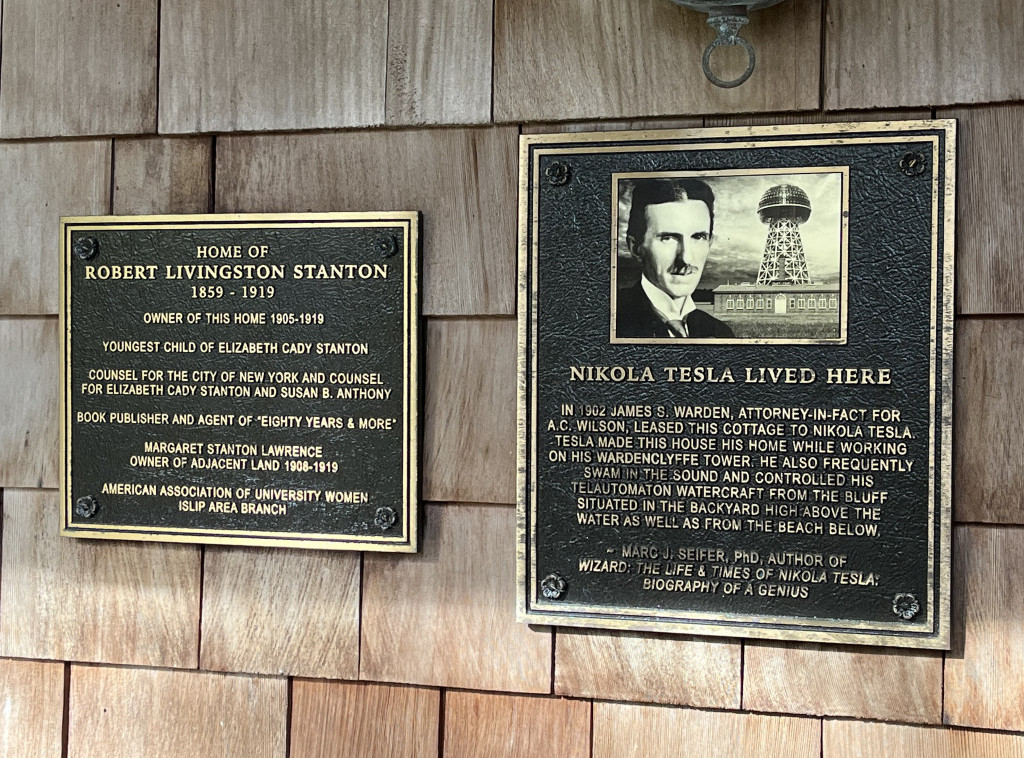 HOME OF
ROBERT LIVINGSTON STANTON
1859 - 1919
OWNER OF THIS HOME 1905-1919
YOUNGEST CHILD OF ELIZABETH CADY STANTON
COUNSEL FOR THE CITY OF NEW YORK AND COUNSEL
FOR ELIZABETH CADY STANTON AND SUSAN B. ANTHONY
BOOK PUBLISHER AND AGENT OF "EIGHTY YEARS & MORE"
MARGARET STANTON LAWRENCE
OWNER OF ADJACENT LAND 1908-1919
AMERICAN ASSOCIATION OF UNIVERSITY WOMEN
ISLIP AREA BRANCH
NIKOLA TESLA LIVED HERE
IN 1902 JAMES S. WARDEN, ATTORNEY-IN-FACT FOR
A.C. WILSON, LEASED THIS COTTAGE TO NIKOLA TESLA.
TESLA MADE THIS HOUSE HIS HOME WHILE WORKING
ON HIS WARDENCLYFFE TOWER. HE ALSO FREQUENTLY
SWAM IN THE SOUND AND CONTROLLED HIS
TELAUTOMATON WATERCRAFT FROM THE BLUFF
SITUATED IN THE BACKYARD HIGH ABOVE THE
WATER AS WELL AS FROM THE BEACH BELOW.
~ MARC J. SEIFER, PhD, AUTHOR OF
WIZARD: THE LIFE & TIMES OF NIKOLA TESLA:
BIOGRAPHY OF A GENIUS